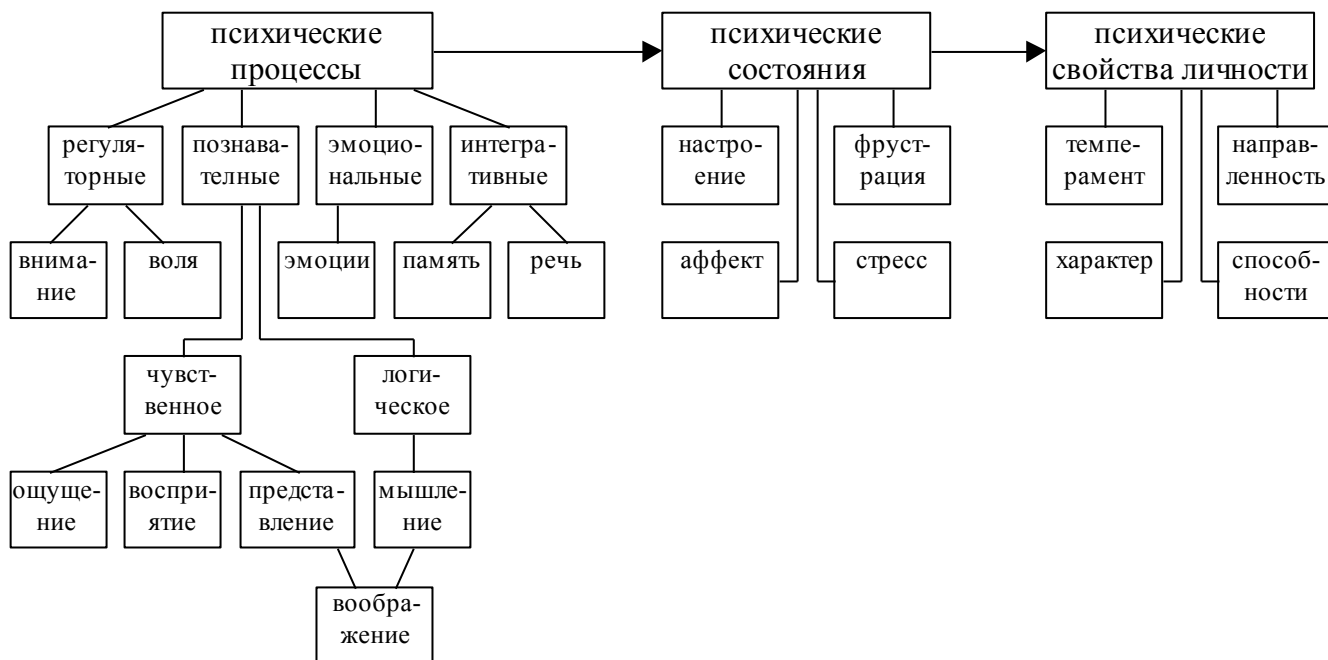 психические
процессы
психические
состояния
психические
свойства личности
регуля-
торные
познава-
телные
эмоцио-
нальные
интегра-
тивные
настро-
ение
фруст-
рация
темпе-
рамент
направ-
ленность
внима-
ние
воля
эмоции
память
речь
аффект
стресс
характер
способ-
ности
чувст-
венное
логи-
ческое
ощуще-
ние
воспри-
ятие
предста-
вление
мышле-
ние
вообра-
жение